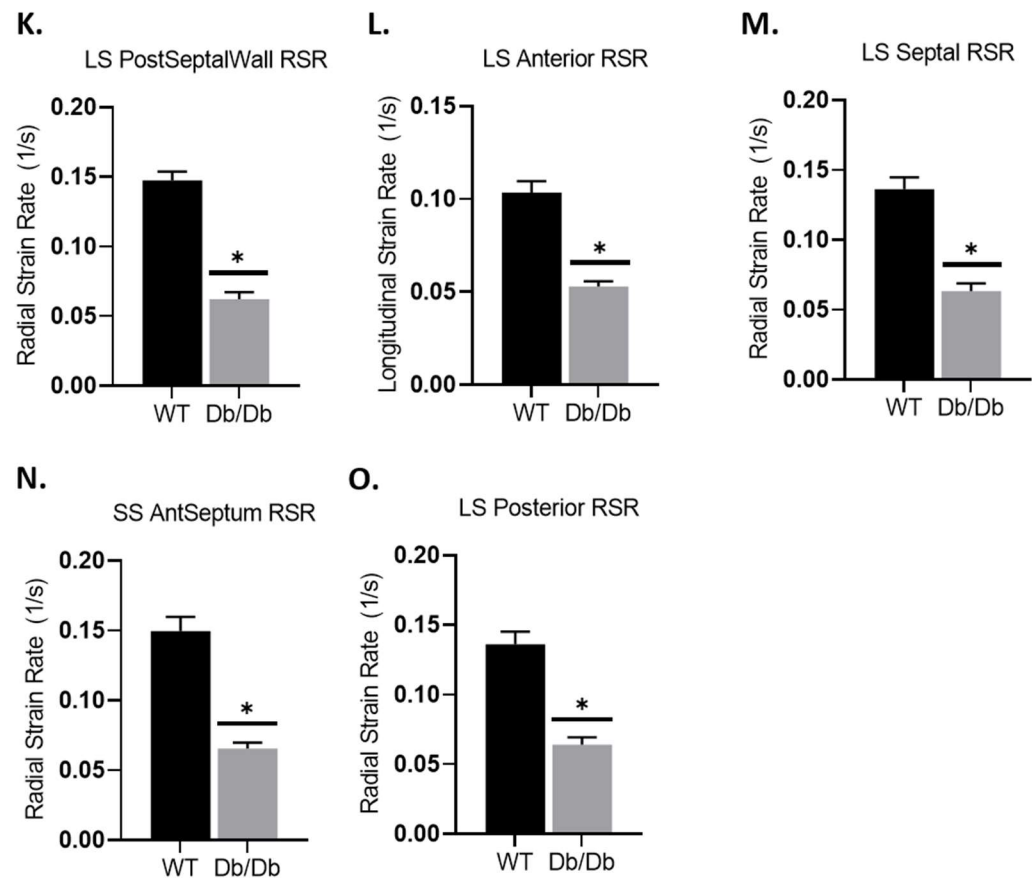 K.
LS PostSeptalWall RSR
Radial Strain Rate (1/s)
0.20
0.15
0.10
0.05
0.00
*
WT Db/Db
L.
LS Anterior RSR
Longitudinal Strain Rate (1/s)
0.15
0.10
0.05
0.00
*
WT Db/Db
M.
LS Septal RSR
Radial Strain Rate (1/s)
0.20
0.15
0.10
0.05
0.00
*
WT Db/Db
N.
SS AntSeptum RSR
Radial Strain Rate (1/s)
0.20
0.15
0.10
0.05
0.00
*
WT Db/Db
O.
LS Posterior RSR
Radial Strain Rate (1/s)
0.20
0.15
0.10
0.05
0.00
*
WT Db/Db